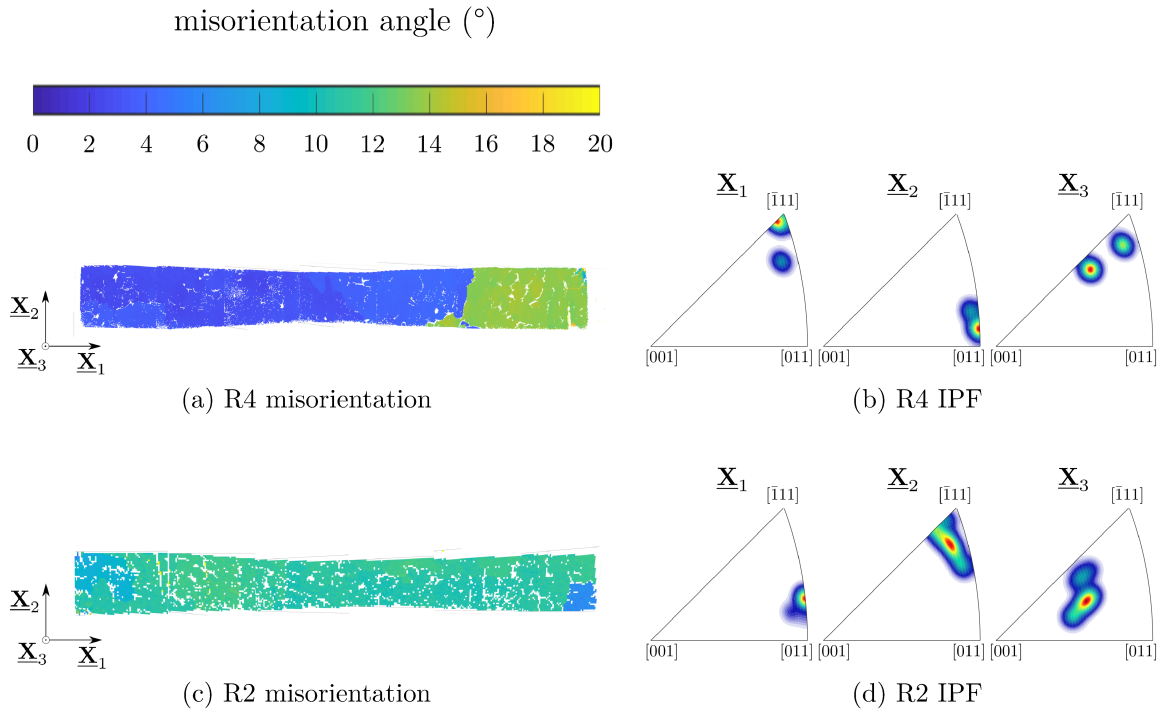 misorientation angle (°)
0 2 4 6 8 10 12 14 16 18 20
X₂
X₃ X₁
(a) R4 misorientation
X₁ X₂ X₃
[1̄11] [1̄11] [1̄11]
[001] [011] [001] [011] [001] [011]
(b) R4 IPF
X₂
X₃ X₁
(c) R2 misorientation
X₁ X₂ X₃
[1̄11] [1̄11] [1̄11]
[001] [011] [001] [011] [001] [011]
(d) R2 IPF